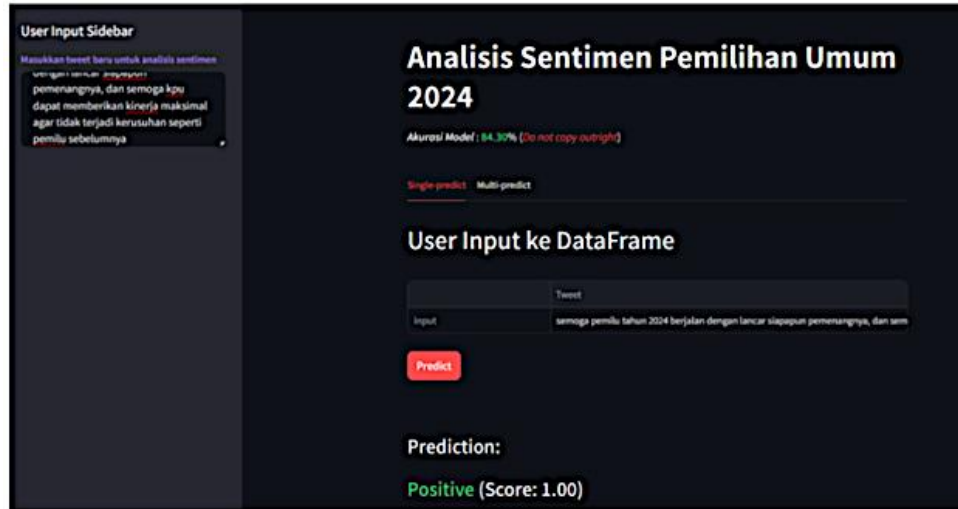 User Input Sidebar
Masukkan tweet baru untuk analisis sentimen
dengan lancar siapapun
pemenangnya, dan semoga kpu
dapat memberikan kinerja maksimal
agar tidak terjadi kerusuhan seperti
pemilu sebelumnya
Analisis Sentimen Pemilihan Umum
2024
Akurasi Model : 84.30% (Do not copy outright)
Single-predict Multi-predict
User Input ke DataFrame
Tweet
Input semoga pemilu tahun 2024 berjalan dengan lancar siapapun pemenangnya, dan sem
Predict
Prediction:
Positive (Score: 1.00)